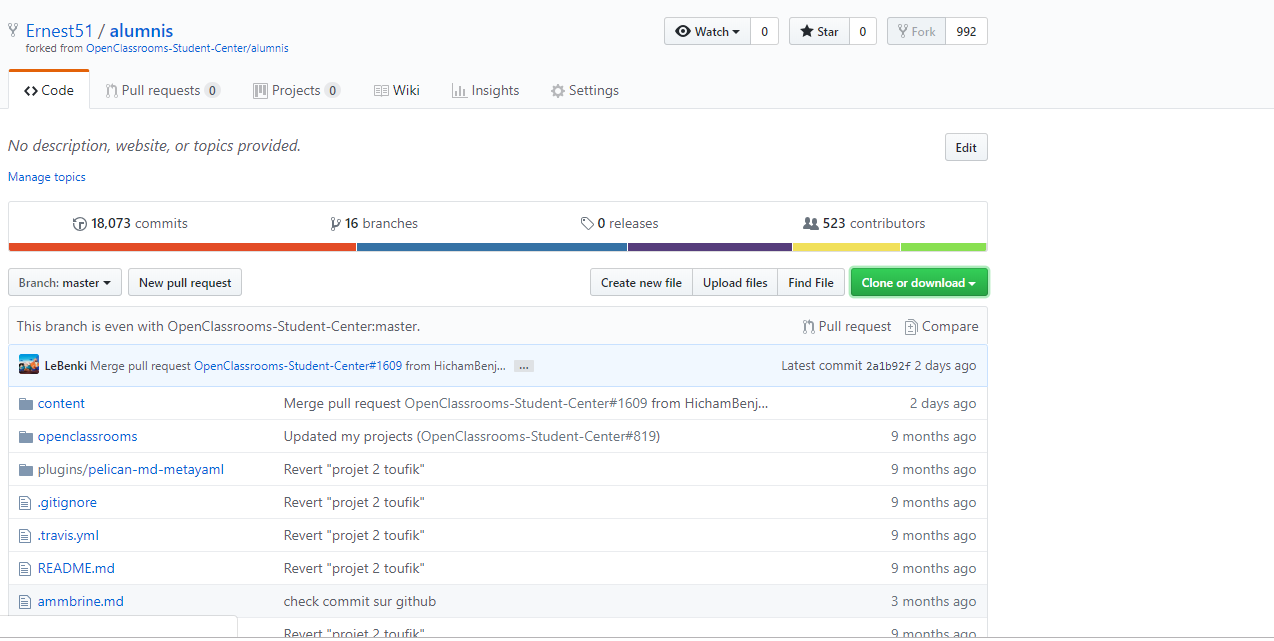 Ernest51 / alumnis
Watch 0 Star 0 Fork 992
forked from OpenClassrooms-Student-Center/alumnis
Code Pull requests 0 Projects 0 Wiki Insights Settings
No description, website, or topics provided.
Edit
Manage topics
18,073 commits 16 branches 0 releases 523 contributors
Branch: master New pull request Create new file Upload files Find File Clone or download
This branch is even with OpenClassrooms-Student-Center:master. Pull request Compare
LeBenki Merge pull request OpenClassrooms-Student-Center#1609 from HichamBenj... ... Latest commit 2a1b92f 2 days ago
content Merge pull request OpenClassrooms-Student-Center#1609 from HichamBenj... 2 days ago
openclassrooms Updated my projects (OpenClassrooms-Student-Center#819) 9 months ago
plugins/pelican-md-metayaml Revert "projet 2 toufik" 9 months ago
.gitignore Revert "projet 2 toufik" 9 months ago
.travis.yml Revert "projet 2 toufik" 9 months ago
README.md Revert "projet 2 toufik" 9 months ago
ammbrine.md check commit sur github 3 months ago
Revert "projet 2 toufik" 9 months ago